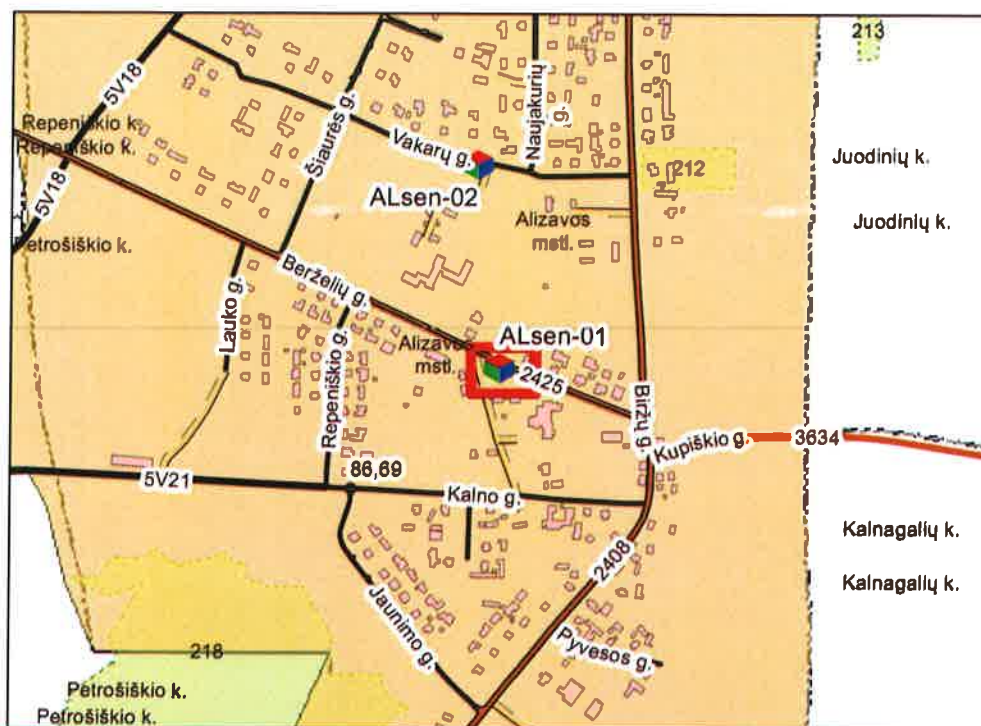 213
5V18
Repeniškio k.
Repeniškio k.
5V18
Šiaurės g.
Vakarų g.
Naujakurių
g.
Juodinių k.
212
ALsen-02
Alizavos
mstl.
Juodinių k.
Petrošiškio k.
Berželių g.
Lauko g.
ALsen-01
Alizavos
mstl.
2425
Repeniškio g.
Biržų g.
Kupiškio g.
3634
86,69
5V21
Kalno g.
Kalnagalių k.
2408
Kalnagalių k.
Jaunimo g.
Pyvesos g.
218
Petrošiškio k.
Petrošiškio k.